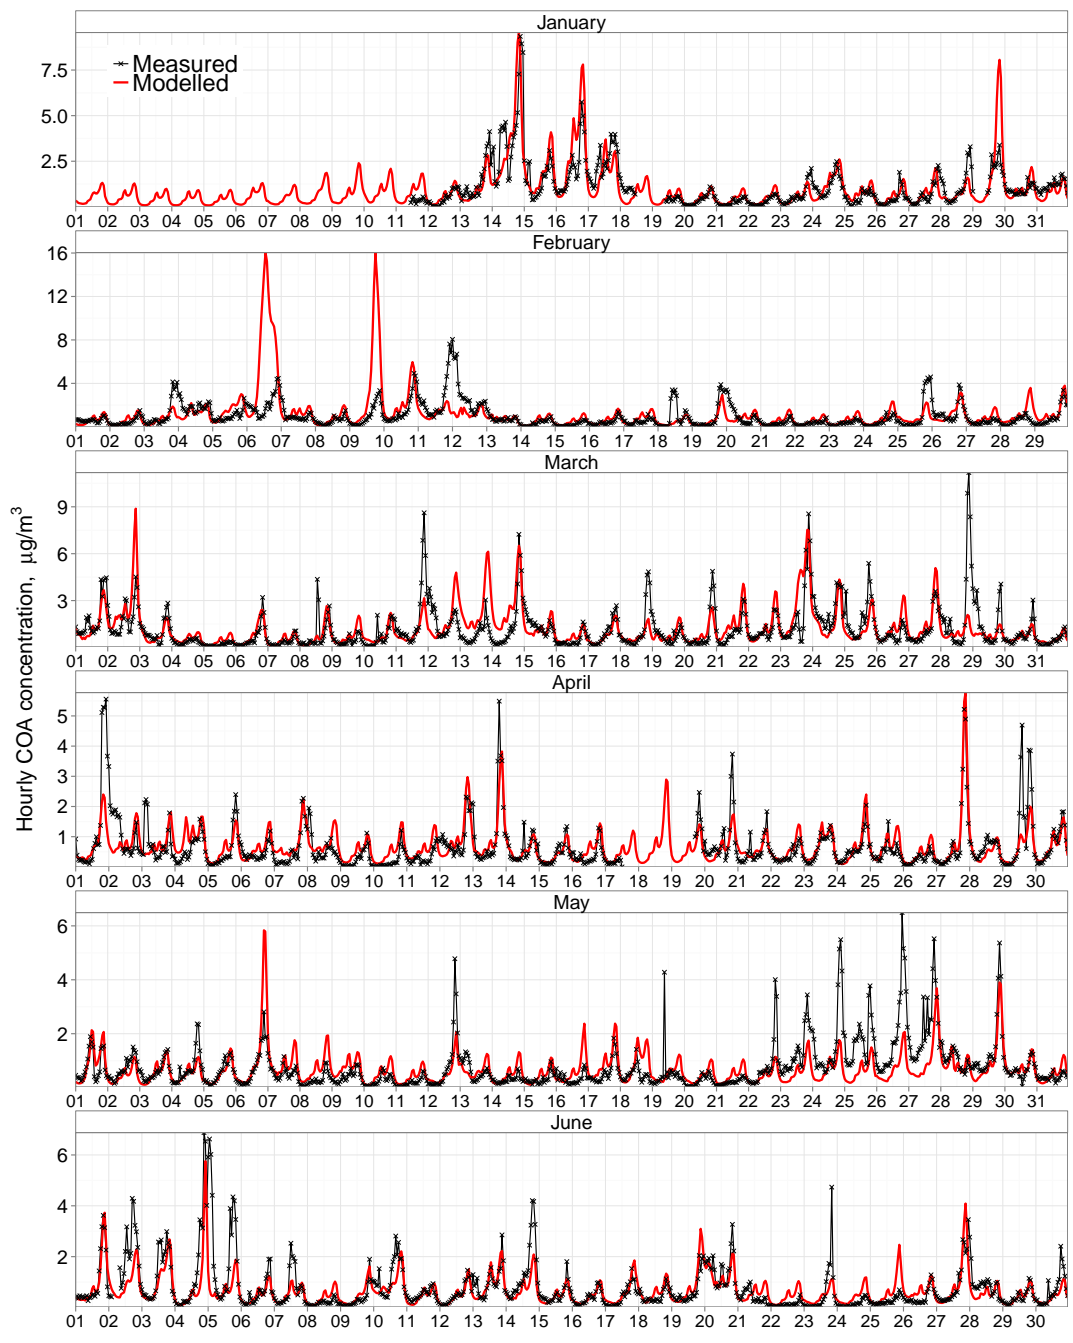 January
Measured
Modelled
7.5
5.0
2.5
01 02 03 04 05 06 07 08 09 10 11 12 13 14 15 16 17 18 19 20 21 22 23 24 25 26 27 28 29 30 31
February
16
12
8
4
01 02 03 04 05 06 07 08 09 10 11 12 13 14 15 16 17 18 19 20 21 22 23 24 25 26 27 28 29
March
9
6
3
01 02 03 04 05 06 07 08 09 10 11 12 13 14 15 16 17 18 19 20 21 22 23 24 25 26 27 28 29 30 31
Hourly COA concentration, μg/m³
April
5
4
3
2
1
01 02 03 04 05 06 07 08 09 10 11 12 13 14 15 16 17 18 19 20 21 22 23 24 25 26 27 28 29 30
May
6
4
2
01 02 03 04 05 06 07 08 09 10 11 12 13 14 15 16 17 18 19 20 21 22 23 24 25 26 27 28 29 30 31
June
6
4
2
01 02 03 04 05 06 07 08 09 10 11 12 13 14 15 16 17 18 19 20 21 22 23 24 25 26 27 28 29 30